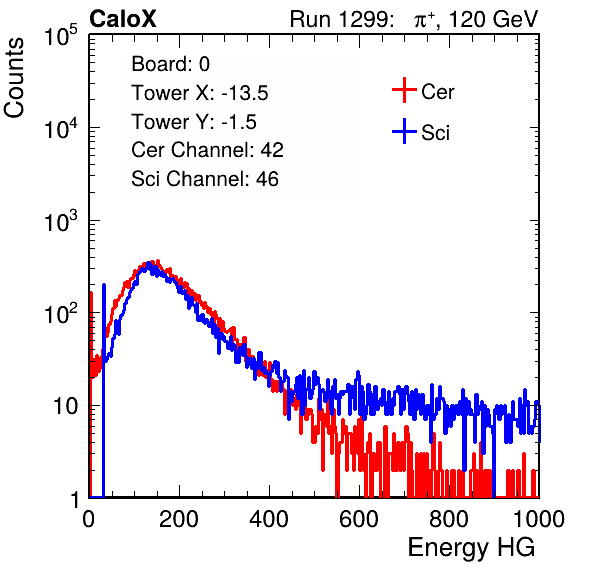 CaloX Run 1299: π⁺, 120 GeV
Counts
Board: 0
Tower X: -13.5
Tower Y: -1.5
Cer Channel: 42
Sci Channel: 46
Cer
Sci
10⁵
10⁴
10³
10²
10
1
0 200 400 600 800 1000
Energy HG